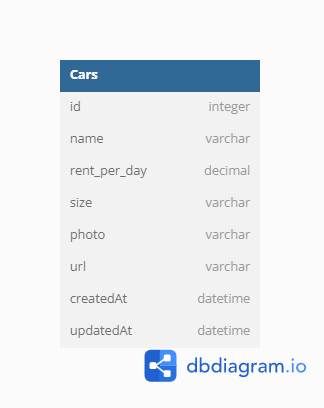 Cars
id integer
name varchar
rent_per_day decimal
size varchar
photo varchar
url varchar
createdAt datetime
updatedAt datetime
dbdiagram.io